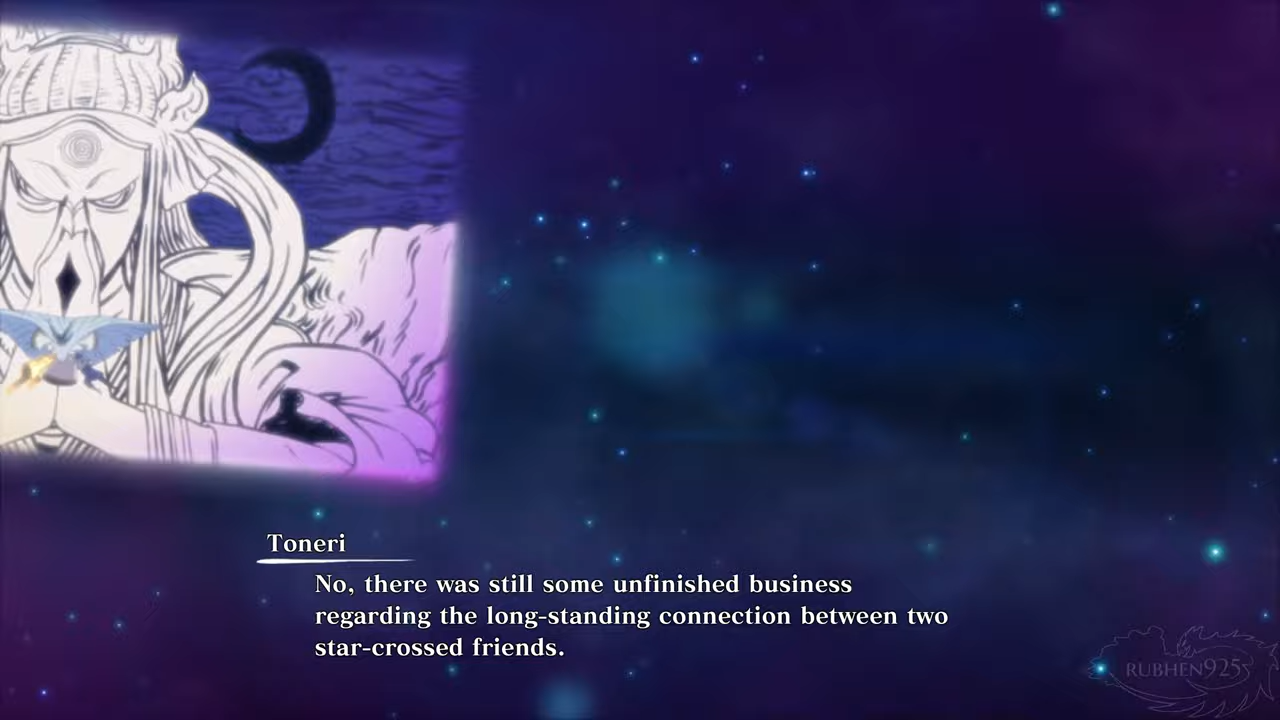 Toneri
No, there was still some unfinished business
regarding the long-standing connection between two
star-crossed friends.
RUBHEN925